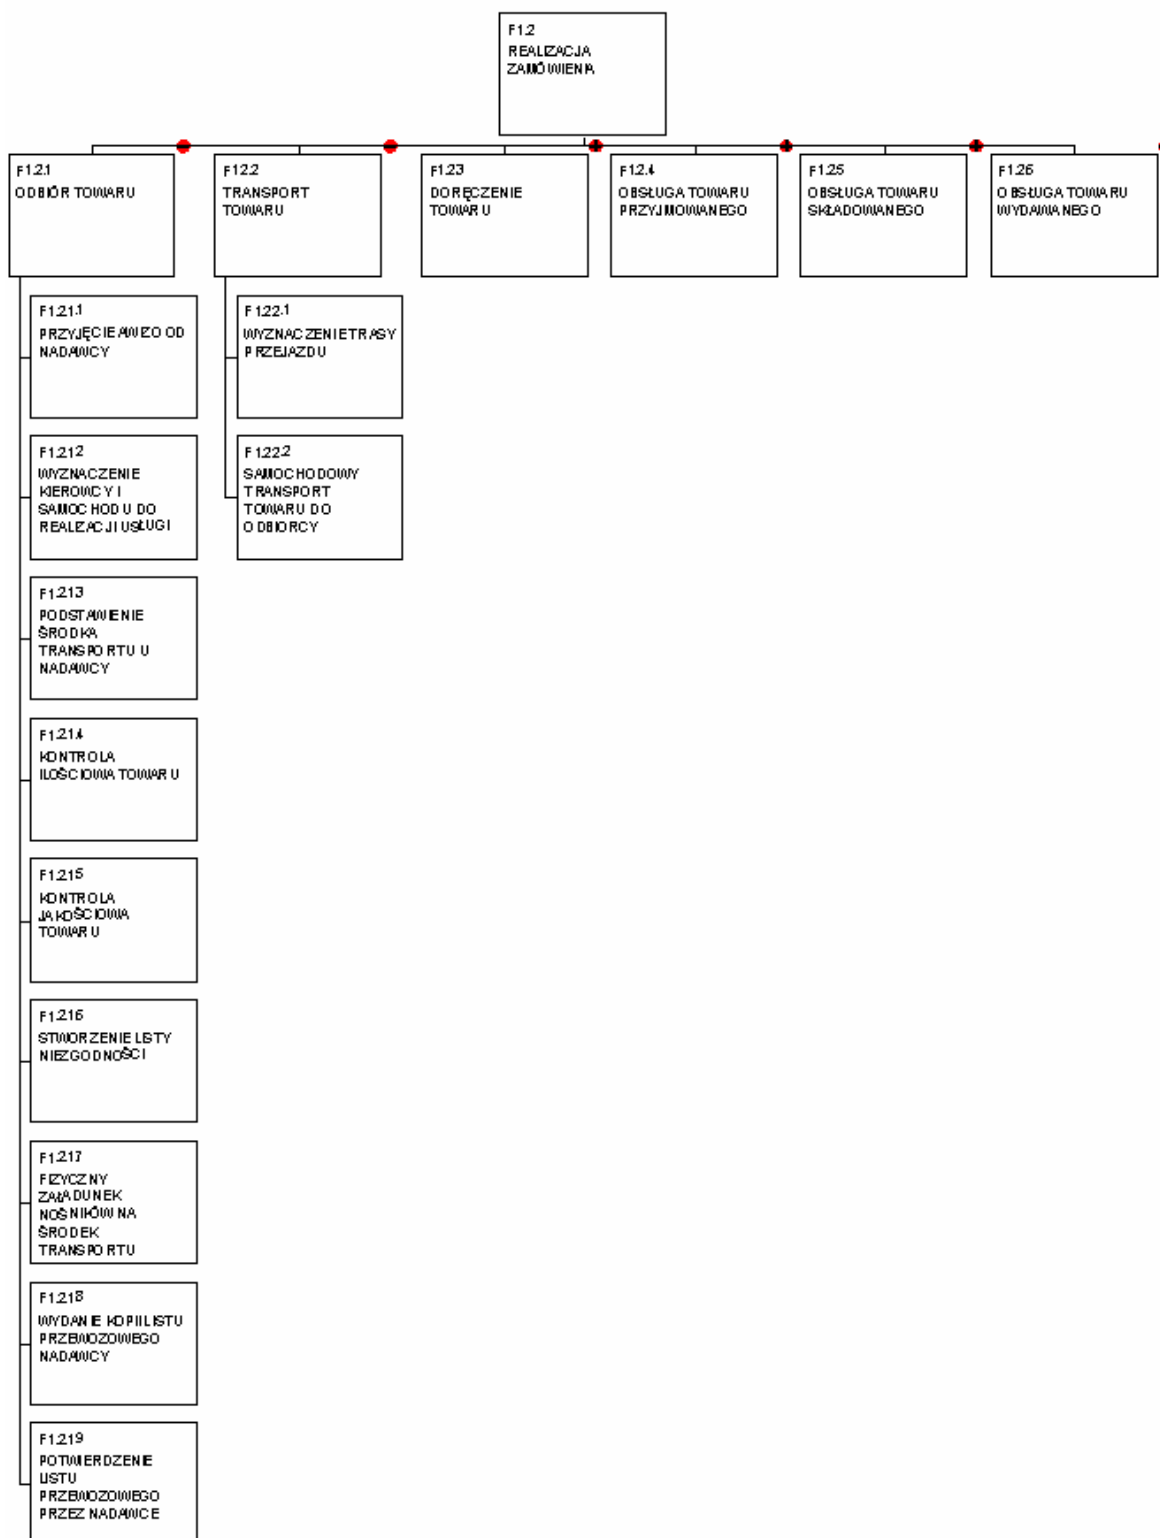 F1.2
REALIZACJA
ZAMÓWIENIA
F1.2.1
ODBIÓR TOWARU
F1.2.2
TRANSPORT
TOWARU
F1.2.3
DORĘCZENIE
TOWARU
F1.2.4
OBSŁUGA TOWARU
PRZYJMOWANEGO
F1.2.5
OBSŁUGA TOWARU
SKŁADOWANEGO
F1.2.6
OBSŁUGA TOWARU
WYDAWANEGO
F1.2.1.1
PRZYJĘCIE AWIZO OD
NADAWCY
F1.2.2.1
WYZNACZENIE TRASY
PRZEJAZDU
F1.2.1.2
WYZNACZENIE
KIEROWCY I
SAMOCHODU DO
REALIZACJI USŁUGI
F1.2.2.2
SAMOCHODOWY
TRANSPORT
TOWARU DO
ODBIORCY
F1.2.1.3
PODSTAWIENIE
ŚRODKA
TRANSPORTU U
NADAWCY
F1.2.1.4
KONTROLA
ILOŚCIOWA TOWARU
F1.2.1.5
KONTROLA
JAKOŚCIOWA
TOWARU
F1.2.1.6
STWORZENIE LISTY
NIEZGODNOŚCI
F1.2.1.7
FIZYCZNY
ZAŁADUNEK
NOŚNIKÓW NA
ŚRODEK
TRANSPORTU
F1.2.1.8
WYDANIE KOPII LISTU
PRZEWOZOWEGO
NADAWCY
F1.2.1.9
POTWIERDZENIE
LISTU
PRZEWOZOWEGO
PRZEZ NADAWCE